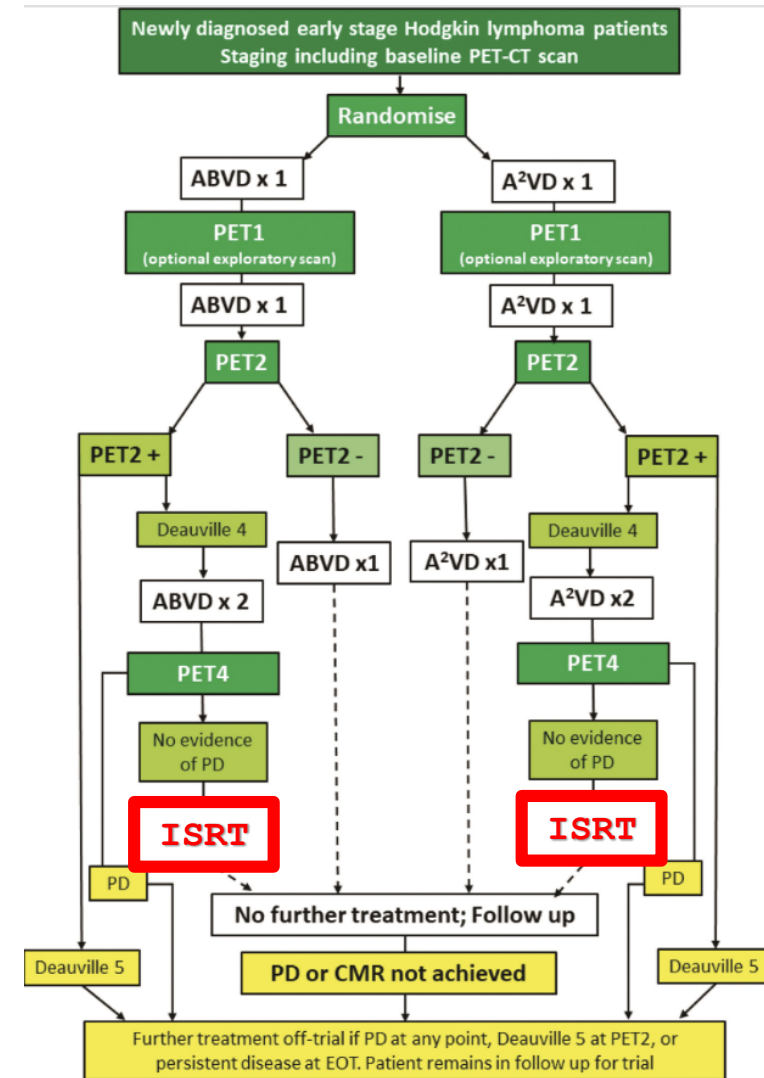 Newly diagnosed early stage Hodgkin lymphoma patients
Staging including baseline PET-CT scan
Randomise
ABVD x 1
A²VD x 1
PET1
(optional exploratory scan)
PET1
(optional exploratory scan)
ABVD x 1
A²VD x 1
PET2
PET2
PET2 +
PET2 -
PET2 -
PET2 +
Deauville 4
Deauville 4
ABVD x1
A²VD x1
ABVD x 2
A²VD x2
PET4
PET4
No evidence
of PD
No evidence
of PD
ISRT
ISRT
PD
PD
No further treatment; Follow up
Deauville 5
PD or CMR not achieved
Deauville 5
Further treatment off-trial if PD at any point, Deauville 5 at PET2, or
persistent disease at EOT. Patient remains in follow up for trial